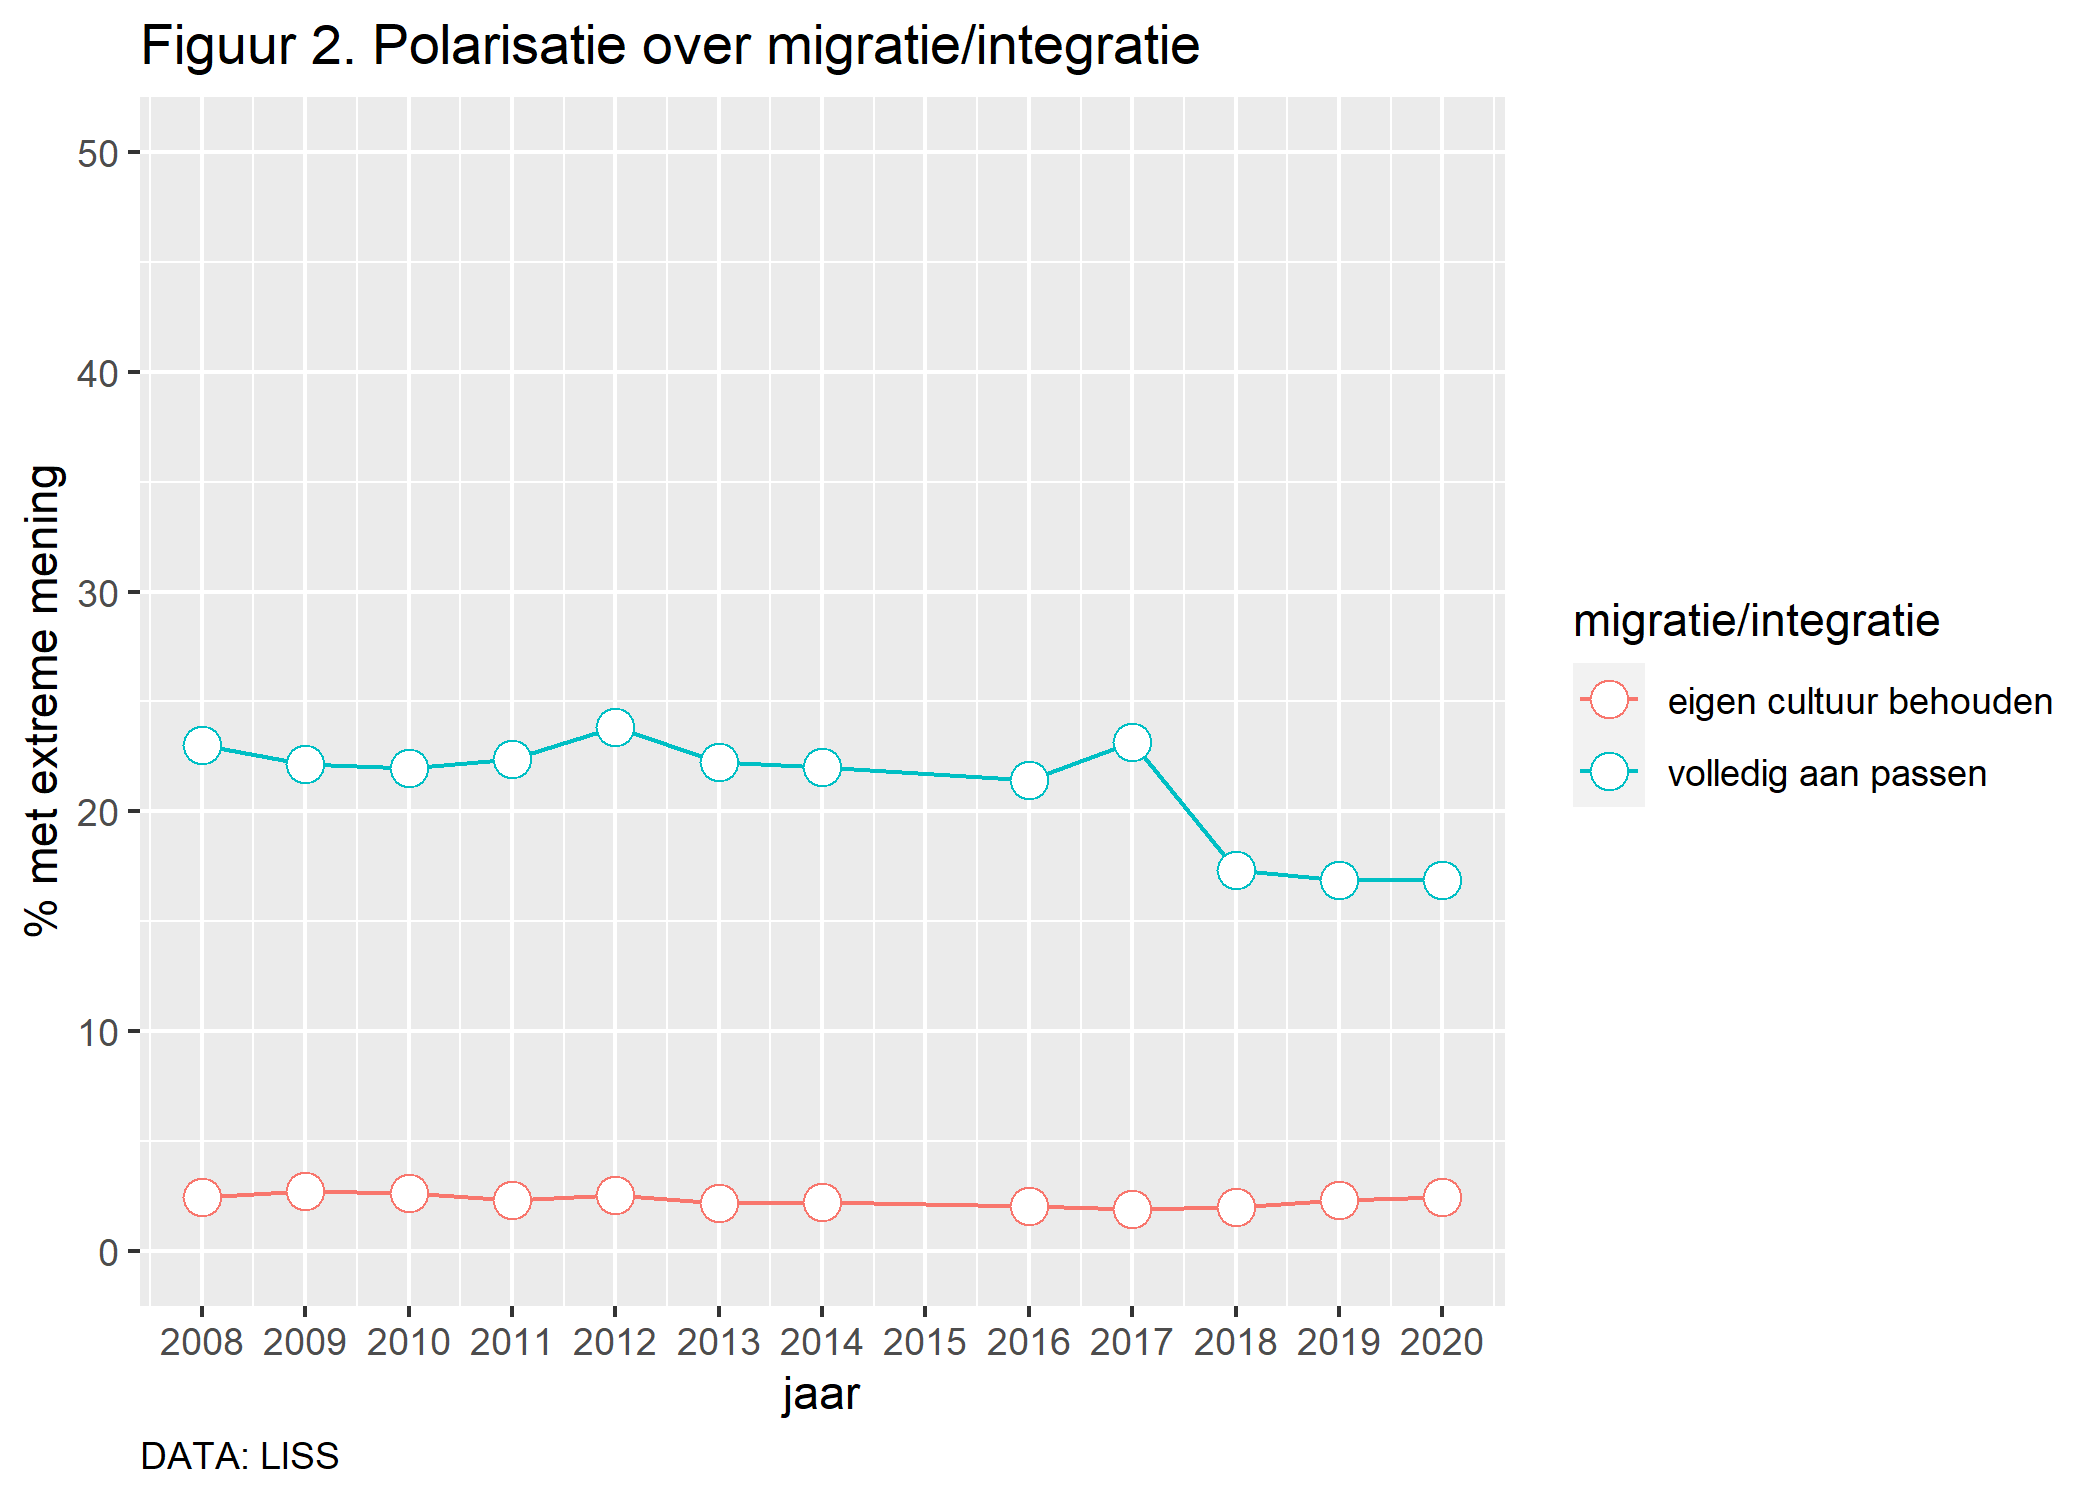 Figuur 2. Polarisatie over migratie/integratie
50
40
30
20
10
0
% met extreme mening
2008 2009 2010 2011 2012 2013 2014 2015 2016 2017 2018 2019 2020
jaar
migratie/integratie
eigen cultuur behouden
volledig aan passen
DATA: LISS